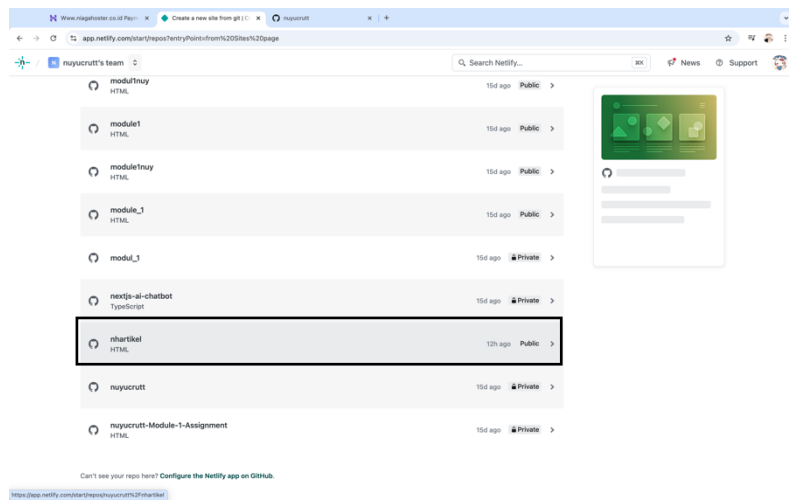 Www.niagahoster.co.id Paym
Create a new site from git | C
nuyucrutt
app.netlify.com/start/repos?entryPoint=from%20Sites%20page
nuyucrutt's team
Search Netlify...
News
Support
modul1nuy
HTML
15d ago Public
module1
HTML
15d ago Public
module1nuy
HTML
15d ago Public
module_1
HTML
15d ago Public
modul_1
15d ago Private
nextjs-ai-chatbot
TypeScript
15d ago Private
nhartikel
HTML
12h ago Public
nuyucrutt
15d ago Private
nuyucrutt-Module-1-Assignment
HTML
15d ago Private
Can't see your repo here? Configure the Netlify app on GitHub.
https://app.netlify.com/start/repos/nuyucrutt%2Fnhartikel